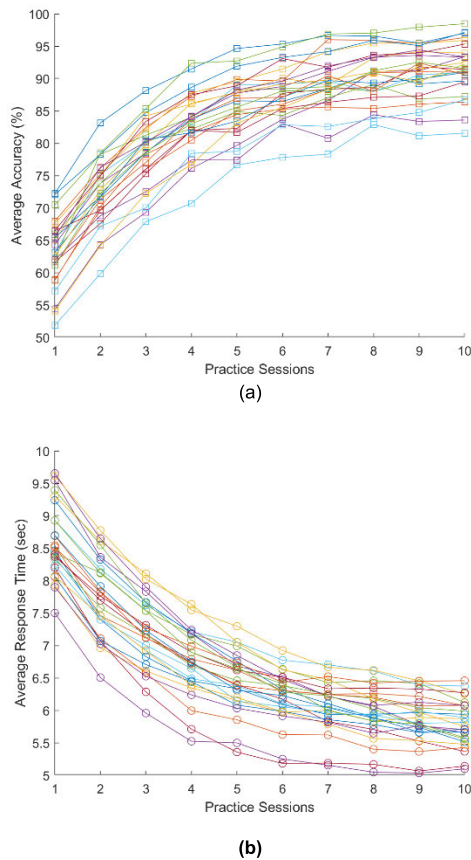 100
95
90
85
80
75
70
65
60
55
50
Average Accuracy (%)
1 2 3 4 5 6 7 8 9 10
Practice Sessions
(a)
10
9.5
9
8.5
8
7.5
7
6.5
6
5.5
5
Average Response Time (sec)
1 2 3 4 5 6 7 8 9 10
Practice Sessions
(b)